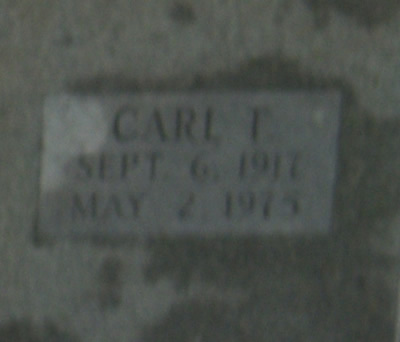 CARL T
SEPT. 6, 1917
MAY 2, 1975